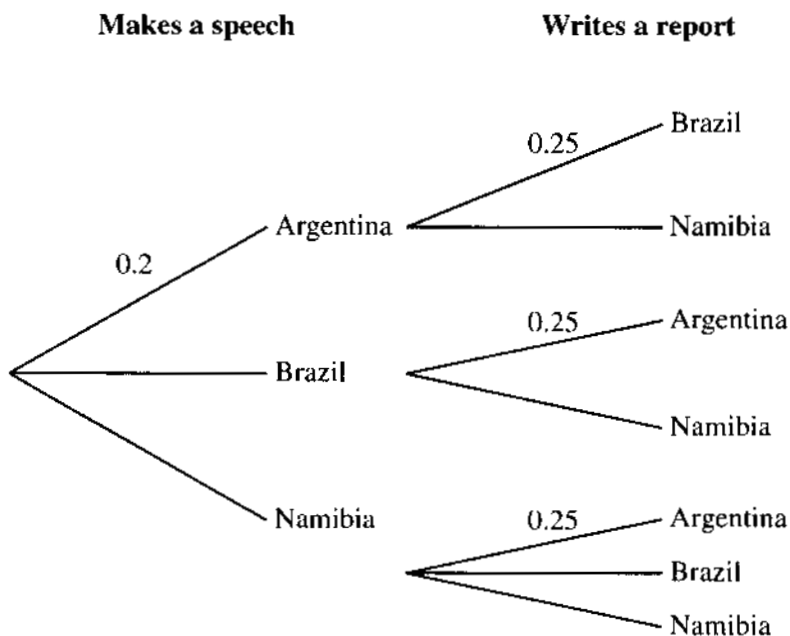 Makes a speech Writes a report
Brazil
0.25
Argentina Namibia
0.2
0.25 Argentina
Brazil
Namibia
0.25 Argentina
Namibia
Brazil
Namibia